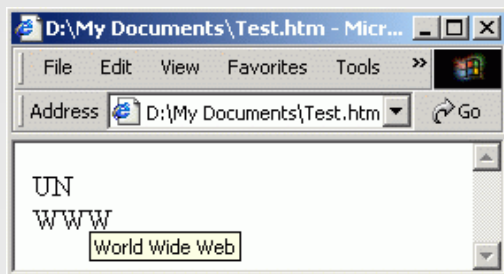 D:\My Documents\Test.htm - Micr...
File Edit View Favorites Tools »
Address D:\My Documents\Test.htm Go
UN
WWW
World Wide Web